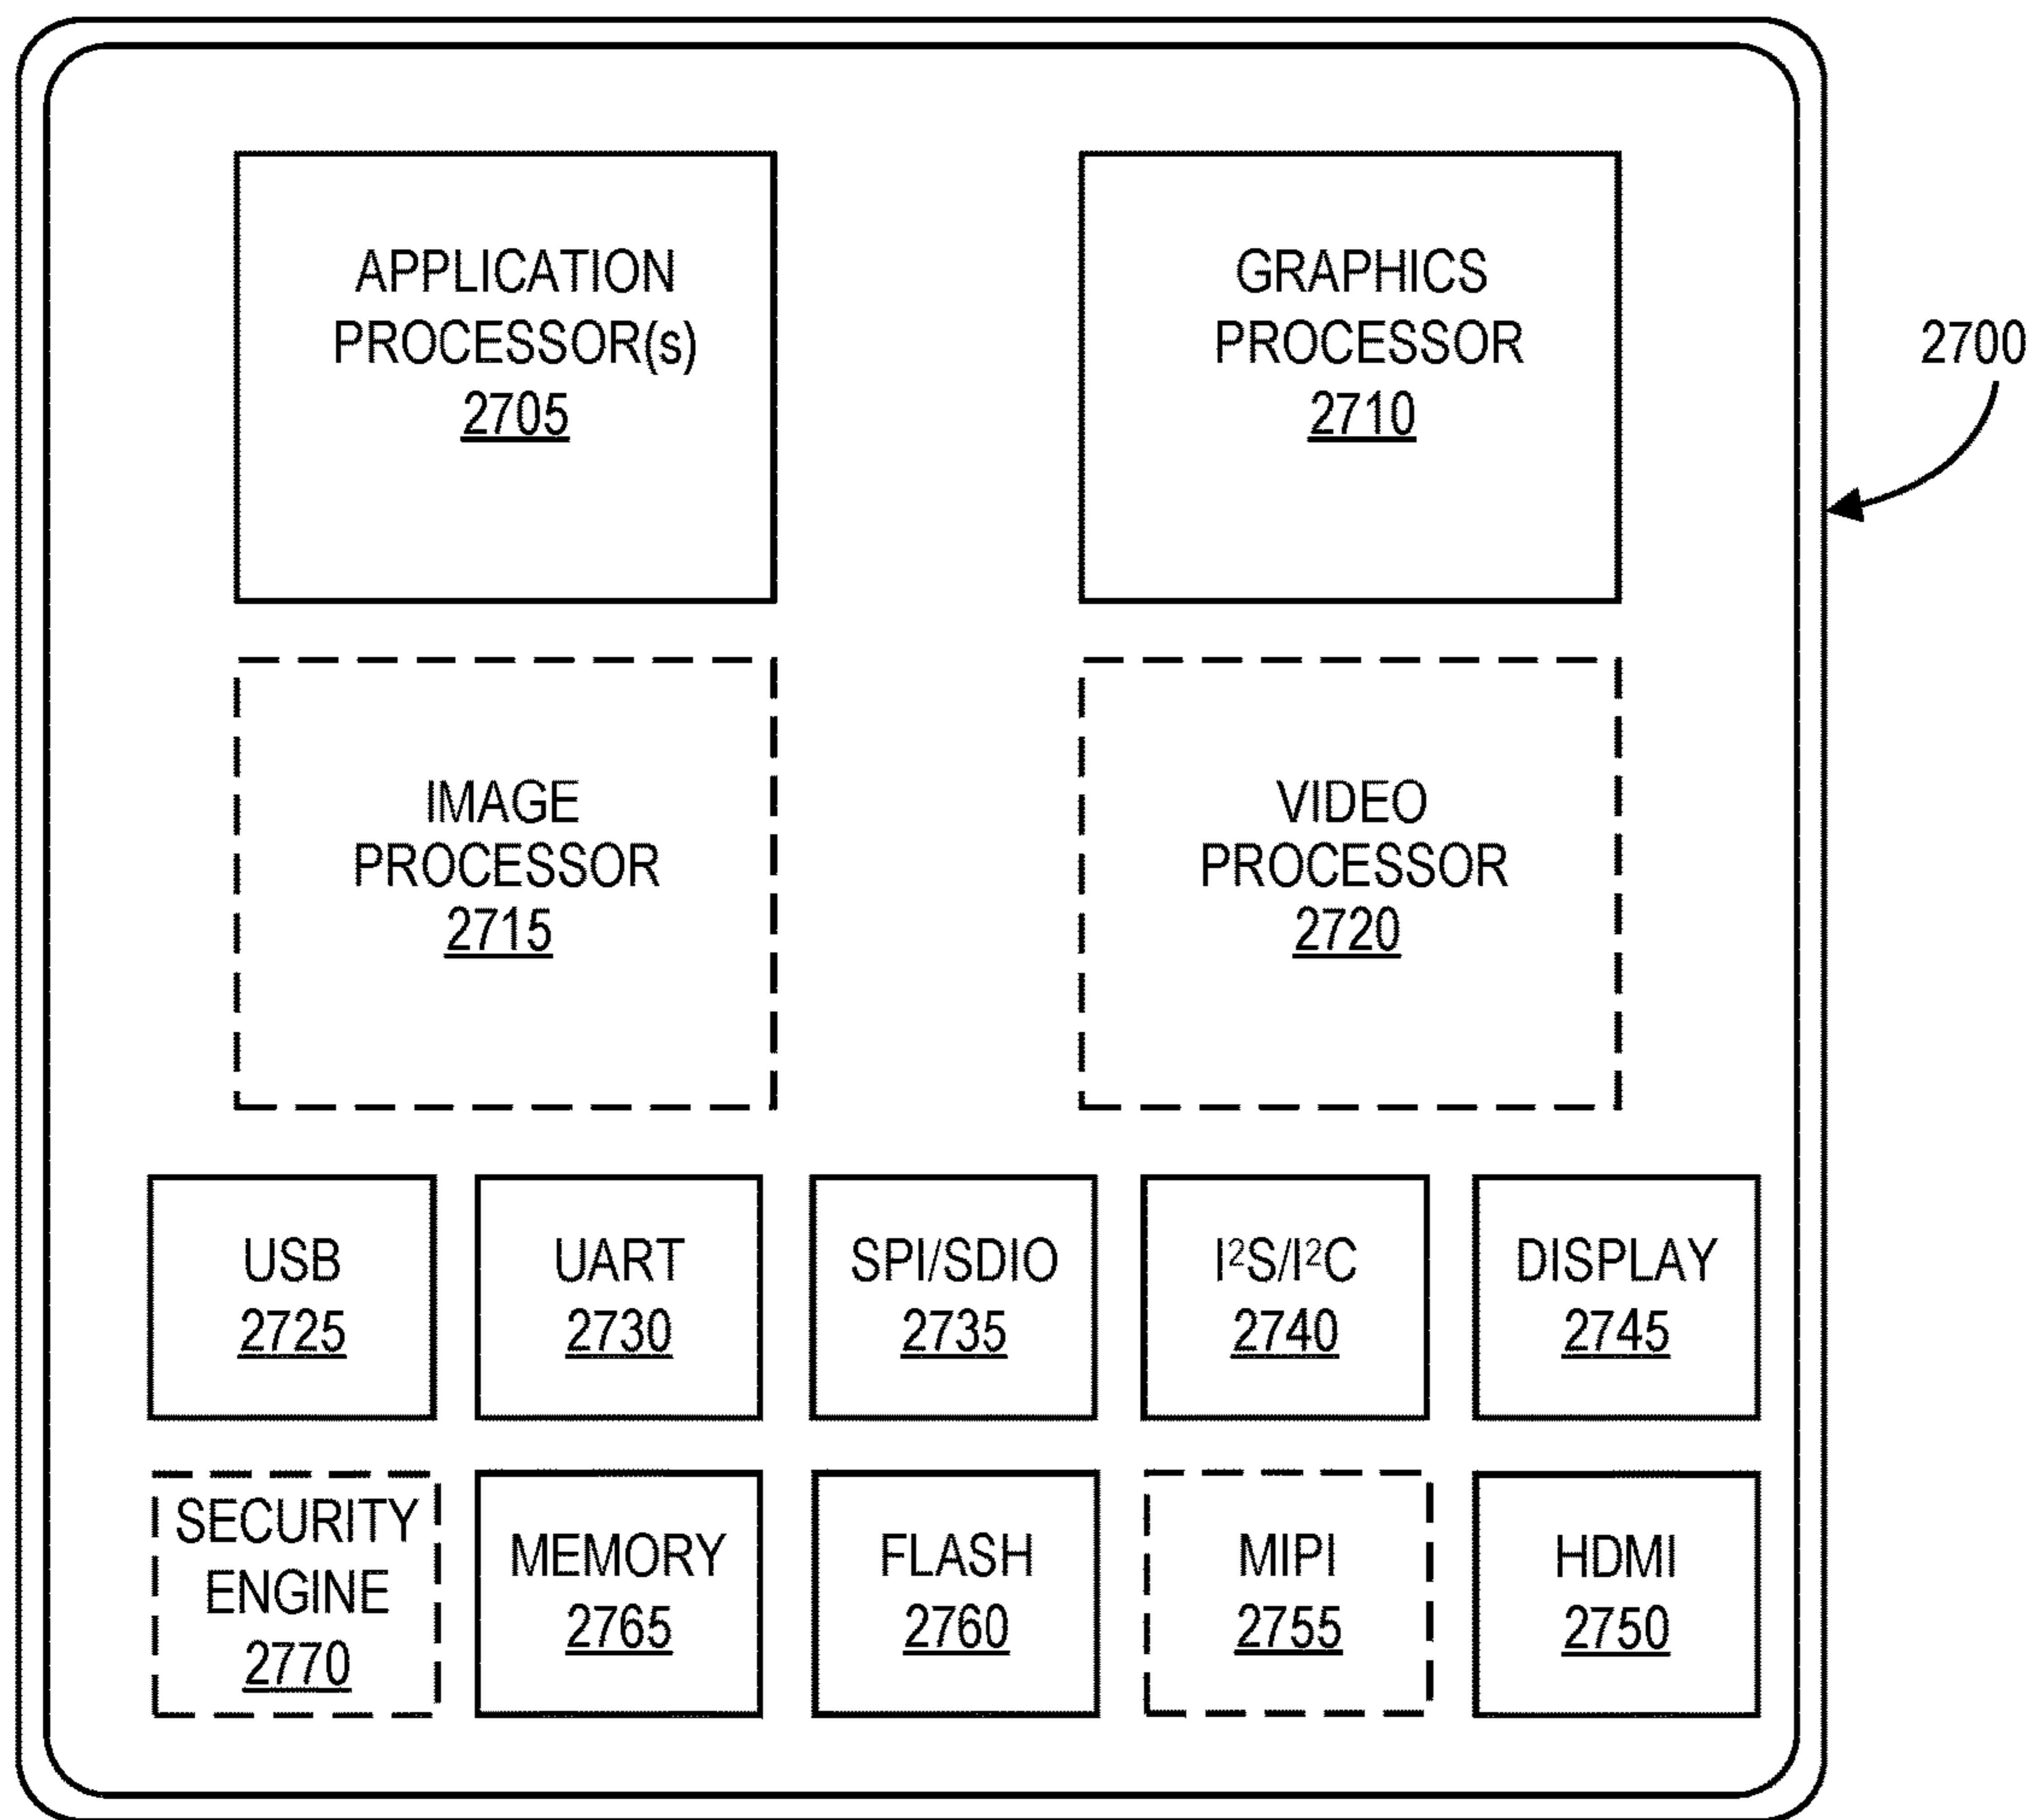 APPLICATION
PROCESSOR(s)
2705
GRAPHICS
PROCESSOR
2710
2700
IMAGE
PROCESSOR
2715
VIDEO
PROCESSOR
2720
USB
2725
UART
2730
SPI/SDIO
2735
I²S/I²C
2740
DISPLAY
2745
SECURITY
ENGINE
2770
MEMORY
2765
FLASH
2760
MIPI
2755
HDMI
2750